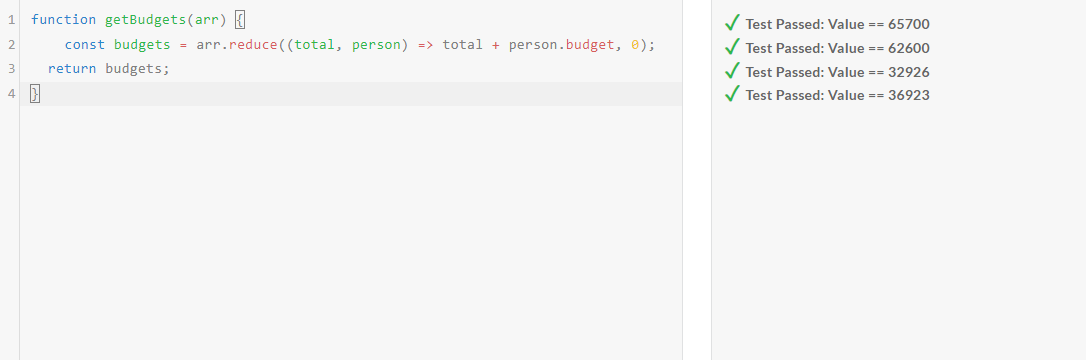 1 function getBudgets(arr) {
2 const budgets = arr.reduce((total, person) => total + person.budget, 0);
3 return budgets;
4 }
✓ Test Passed: Value == 65700
✓ Test Passed: Value == 62600
✓ Test Passed: Value == 32926
✓ Test Passed: Value == 36923